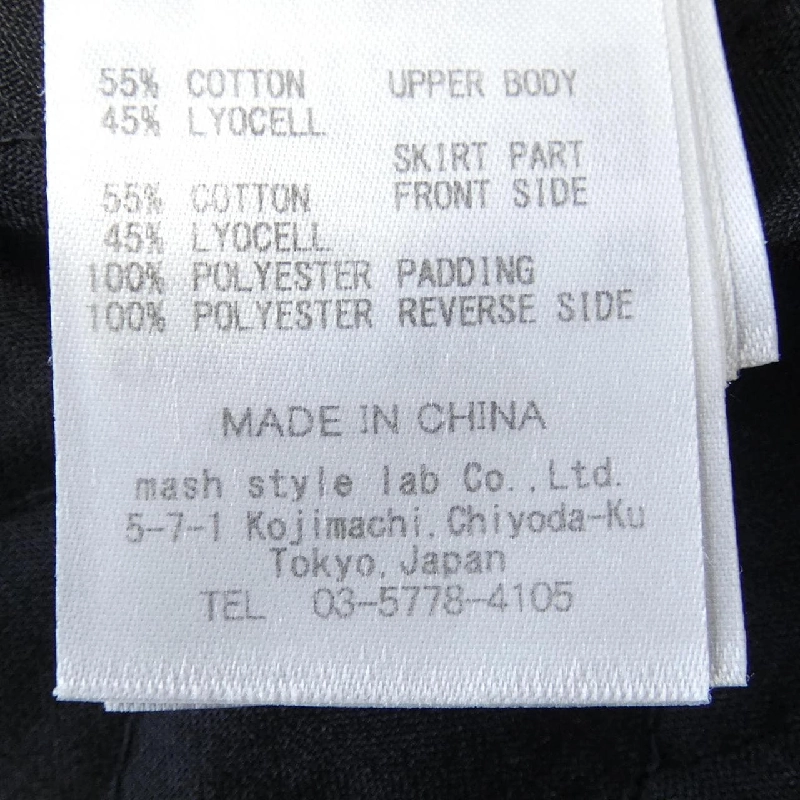 55% COTTON UPPER BODY
45% LYOCELL
SKIRT PART
55% COTTON FRONT SIDE
45% LYOCELL
100% POLYESTER PADDING
100% POLYESTER REVERSE SIDE
MADE IN CHINA
mash style lab Co.,Ltd.
5-7-1 Kojimachi,Chiyoda-Ku
Tokyo,Japan
TEL 03-5778-4105